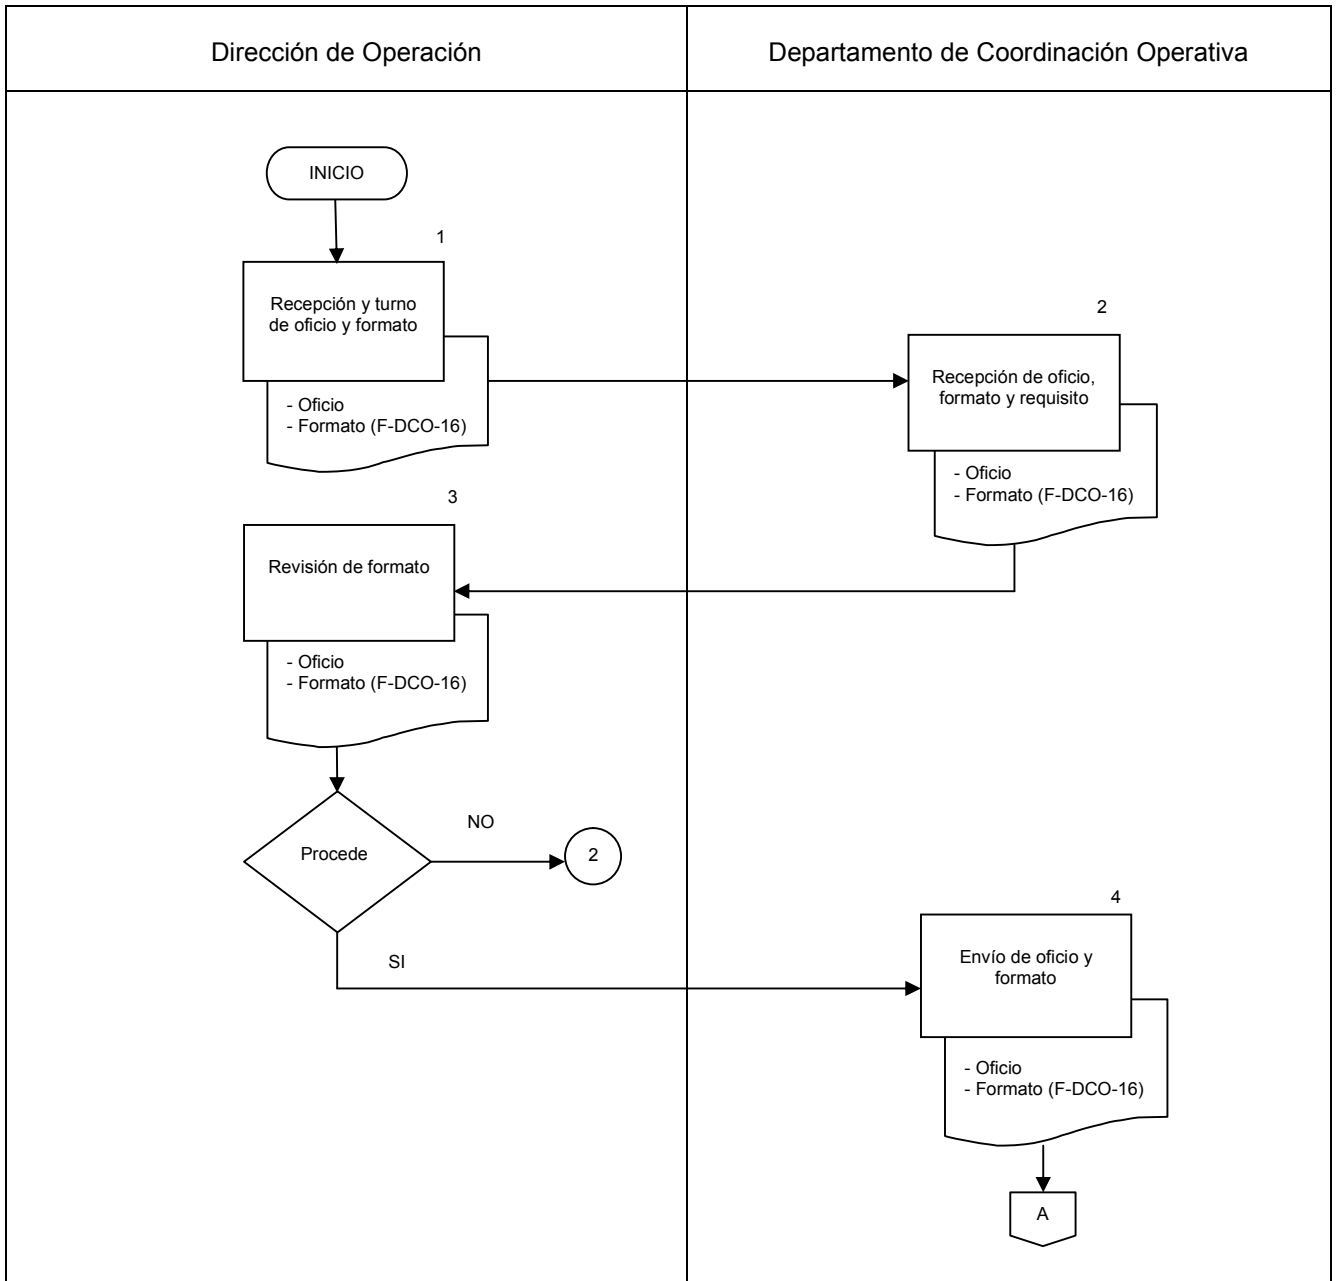 Dirección de Operación
Departamento de Coordinación Operativa
INICIO
1
Recepción y turno
de oficio y formato
- Oficio
- Formato (F-DCO-16)
2
Recepción de oficio,
formato y requisito
- Oficio
- Formato (F-DCO-16)
3
Revisión de formato
- Oficio
- Formato (F-DCO-16)
Procede
NO
2
SI
4
Envío de oficio y
formato
- Oficio
- Formato (F-DCO-16)
A